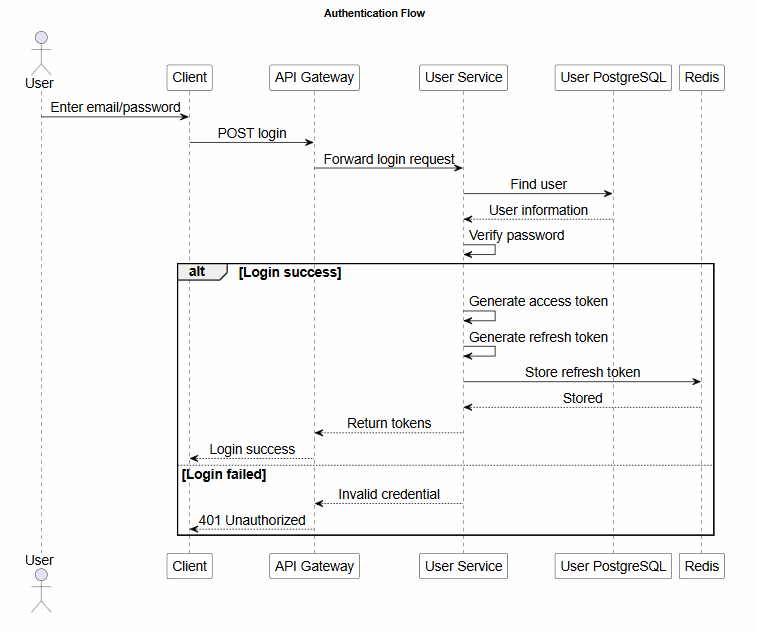 Authentication Flow
User
Client
API Gateway
User Service
User PostgreSQL
Redis
Enter email/password
POST login
Forward login request
Find user
User information
Verify password
alt
[Login success]
Generate access token
Generate refresh token
Store refresh token
Stored
Return tokens
Login success
[Login failed]
Invalid credential
401 Unauthorized
User
Client
API Gateway
User Service
User PostgreSQL
Redis